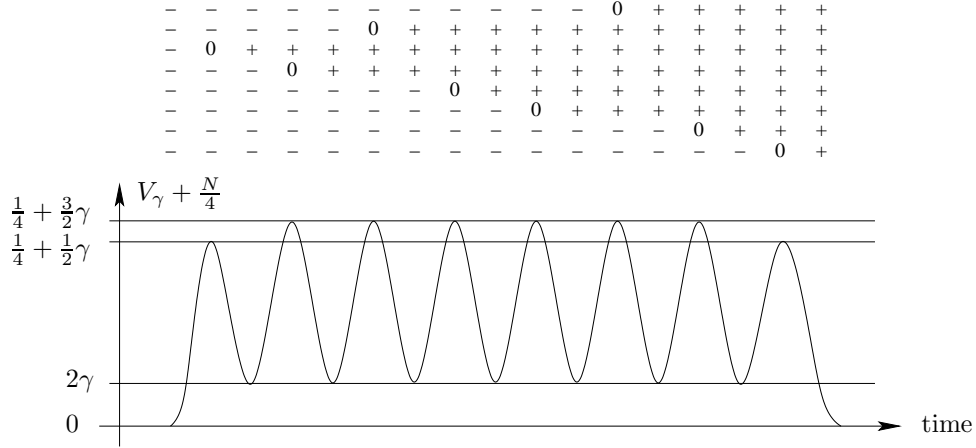 − − − − − − − − − − − 0 + + + + +
− − − − − 0 + + + + + + + + + + +
− 0 + + + + + + + + + + + + + + +
− − − 0 + + + + + + + + + + + + +
− − − − − − − 0 + + + + + + + + +
− − − − − − − − − 0 + + + + + + +
− − − − − − − − − − − − − 0 + + +
− − − − − − − − − − − − − − − 0 +
V_γ + N/4
1/4 + 3/2 γ
1/4 + 1/2 γ
2γ
0
time